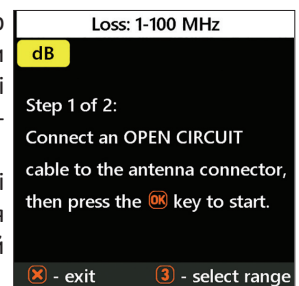 Loss: 1-100 MHz
dB
Step 1 of 2:
Connect an OPEN CIRCUIT
cable to the antenna connector,
then press the OK key to start.
X - exit 3 - select range